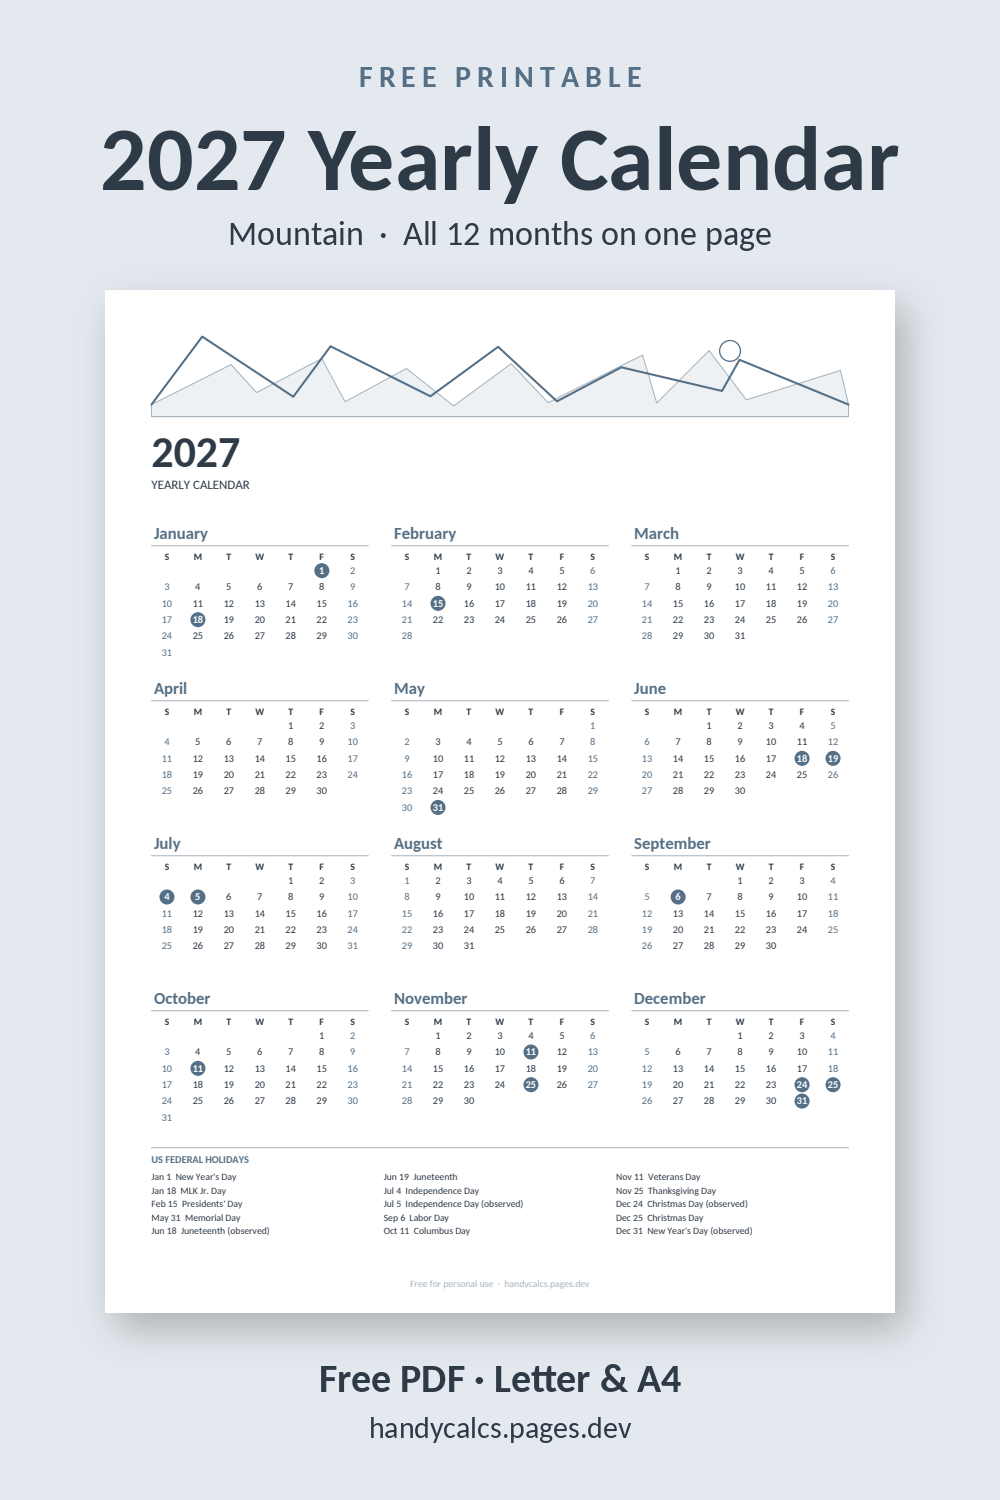 FREE PRINTABLE
2027 Yearly Calendar
Mountain · All 12 months on one page
2027
YEARLY CALENDAR
January
S M T W T F S
1 2
3 4 5 6 7 8 9
10 11 12 13 14 15 16
17 18 19 20 21 22 23
24 25 26 27 28 29 30
31
February
S M T W T F S
1 2 3 4 5 6
7 8 9 10 11 12 13
14 15 16 17 18 19 20
21 22 23 24 25 26 27
28
March
S M T W T F S
1 2 3 4 5 6
7 8 9 10 11 12 13
14 15 16 17 18 19 20
21 22 23 24 25 26 27
28 29 30 31
April
S M T W T F S
1 2 3
4 5 6 7 8 9 10
11 12 13 14 15 16 17
18 19 20 21 22 23 24
25 26 27 28 29 30
May
S M T W T F S
1
2 3 4 5 6 7 8
9 10 11 12 13 14 15
16 17 18 19 20 21 22
23 24 25 26 27 28 29
30 31
June
S M T W T F S
1 2 3 4 5
6 7 8 9 10 11 12
13 14 15 16 17 18 19
20 21 22 23 24 25 26
27 28 29 30
July
S M T W T F S
1 2 3
4 5 6 7 8 9 10
11 12 13 14 15 16 17
18 19 20 21 22 23 24
25 26 27 28 29 30 31
August
S M T W T F S
1 2 3 4 5 6 7
8 9 10 11 12 13 14
15 16 17 18 19 20 21
22 23 24 25 26 27 28
29 30 31
September
S M T W T F S
1 2 3 4
5 6 7 8 9 10 11
12 13 14 15 16 17 18
19 20 21 22 23 24 25
26 27 28 29 30
October
S M T W T F S
1 2
3 4 5 6 7 8 9
10 11 12 13 14 15 16
17 18 19 20 21 22 23
24 25 26 27 28 29 30
31
November
S M T W T F S
1 2 3 4 5 6
7 8 9 10 11 12 13
14 15 16 17 18 19 20
21 22 23 24 25 26 27
28 29 30
December
S M T W T F S
1 2 3 4
5 6 7 8 9 10 11
12 13 14 15 16 17 18
19 20 21 22 23 24 25
26 27 28 29 30 31
US FEDERAL HOLIDAYS
Jan 1 New Year's Day
Jan 18 MLK Jr. Day
Feb 15 Presidents' Day
May 31 Memorial Day
Jun 18 Juneteenth (observed)
Jun 19 Juneteenth
Jul 4 Independence Day
Jul 5 Independence Day (observed)
Sep 6 Labor Day
Oct 11 Columbus Day
Nov 11 Veterans Day
Nov 25 Thanksgiving Day
Dec 24 Christmas Day (observed)
Dec 25 Christmas Day
Dec 31 New Year's Day (observed)
Free for personal use · handycalcs.pages.dev
Free PDF · Letter & A4
handycalcs.pages.dev